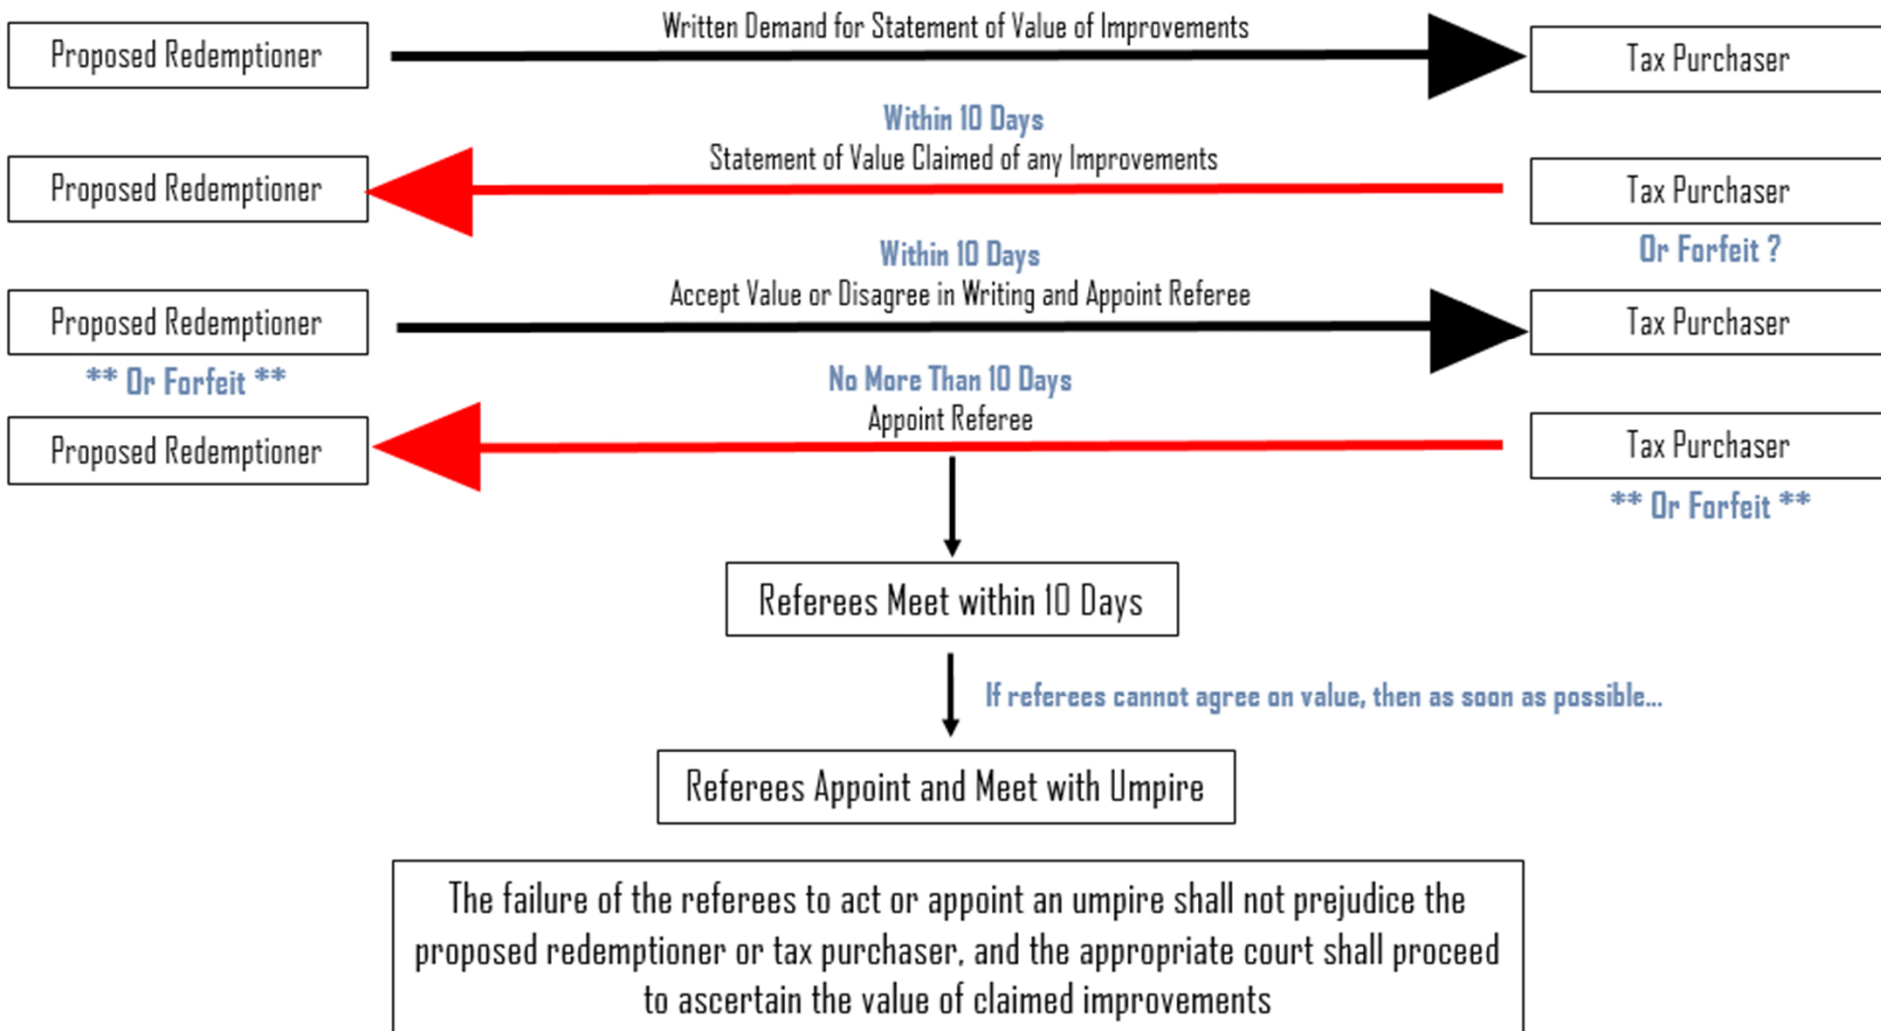 Written Demand for Statement of Value of Improvements
Proposed Redemptioner
Tax Purchaser
Within 10 Days
Statement of Value Claimed of any Improvements
Proposed Redemptioner
Tax Purchaser
Or Forfeit ?
Within 10 Days
Accept Value or Disagree in Writing and Appoint Referee
Proposed Redemptioner
Tax Purchaser
** Or Forfeit **
No More Than 10 Days
Appoint Referee
Proposed Redemptioner
Tax Purchaser
** Or Forfeit **
Referees Meet within 10 Days
If referees cannot agree on value, then as soon as possible...
Referees Appoint and Meet with Umpire
The failure of the referees to act or appoint an umpire shall not prejudice the
proposed redemptioner or tax purchaser, and the appropriate court shall proceed
to ascertain the value of claimed improvements